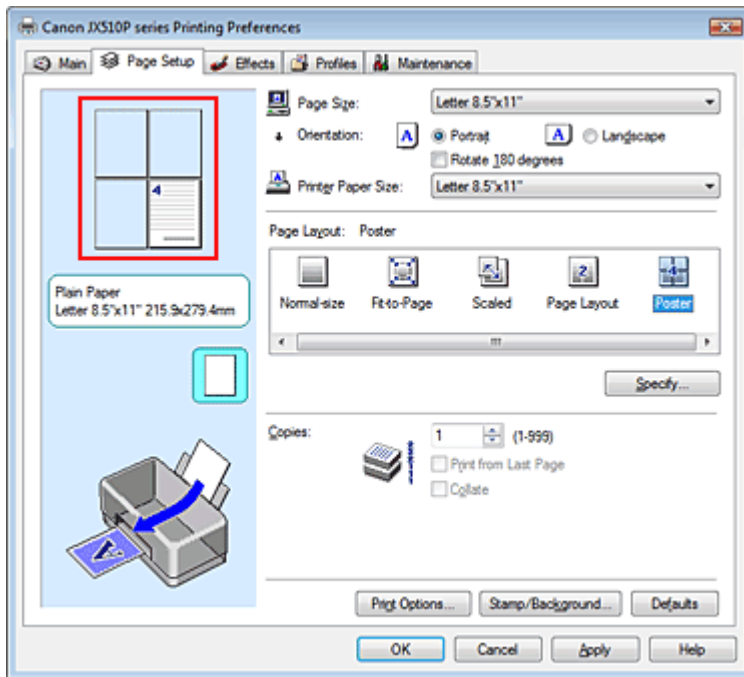 Canon JX510P series Printing Preferences
Main Page Setup Effects Profiles Maintenance
4
Plain Paper
Letter 8.5"x11" 215.9x279.4mm
A
Page Size: Letter 8.5"x11"
Orientation: A Portrait A Landscape
Rotate 180 degrees
Printer Paper Size: Letter 8.5"x11"
Page Layout: Poster
2 4
Normal-size Fit-to-Page Scaled Page Layout Poster
Specify...
Copies: 1 (1-999)
Print from Last Page
Collate
Print Options... Stamp/Background... Defaults
OK Cancel Apply Help